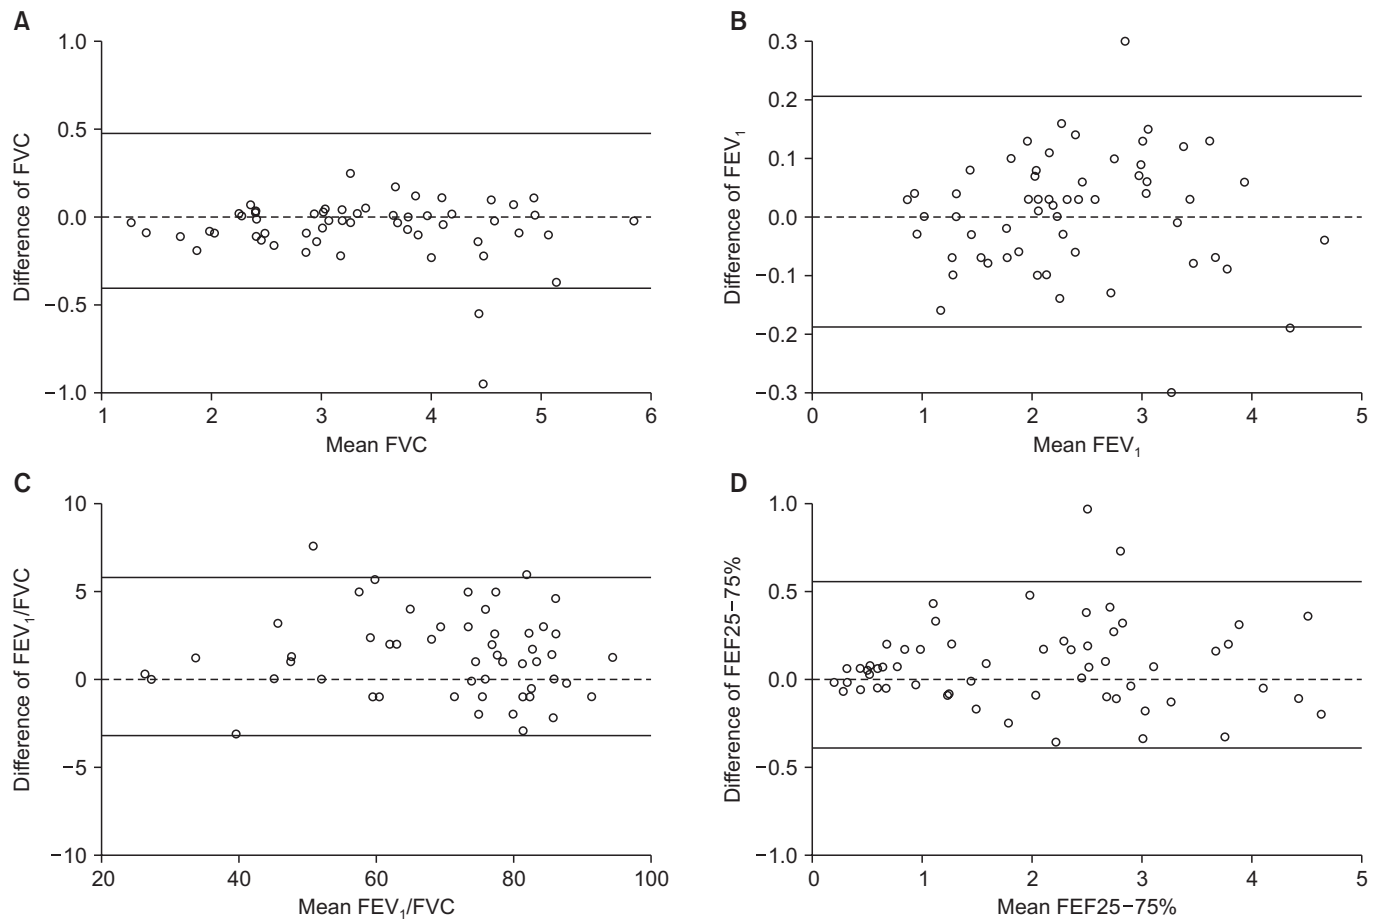 A
1.0
0.5
0.0
−0.5
−1.0
Difference of FVC
1 2 3 4 5 6
Mean FVC
B
0.3
0.2
0.1
0.0
−0.1
−0.2
−0.3
Difference of FEV₁
0 1 2 3 4 5
Mean FEV₁
C
10
5
0
−5
−10
Difference of FEV₁/FVC
20 40 60 80 100
Mean FEV₁/FVC
D
1.0
0.5
0.0
−0.5
−1.0
Difference of FEF25−75%
0 1 2 3 4 5
Mean FEF25−75%